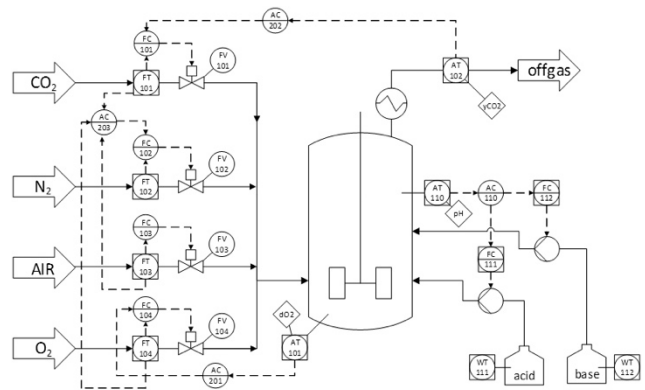 AC
202
FC
101
FV
101
AT
102
offgas
CO₂
FT
101
yCO2
AC
203
FC
102
FV
102
N₂
FT
102
AT
110
AC
110
FC
112
pH
FC
103
FV
103
AIR
FT
103
FC
111
FC
104
FV
104
dO2
O₂
FT
104
AT
101
AC
201
WT
111
acid
base
WT
112